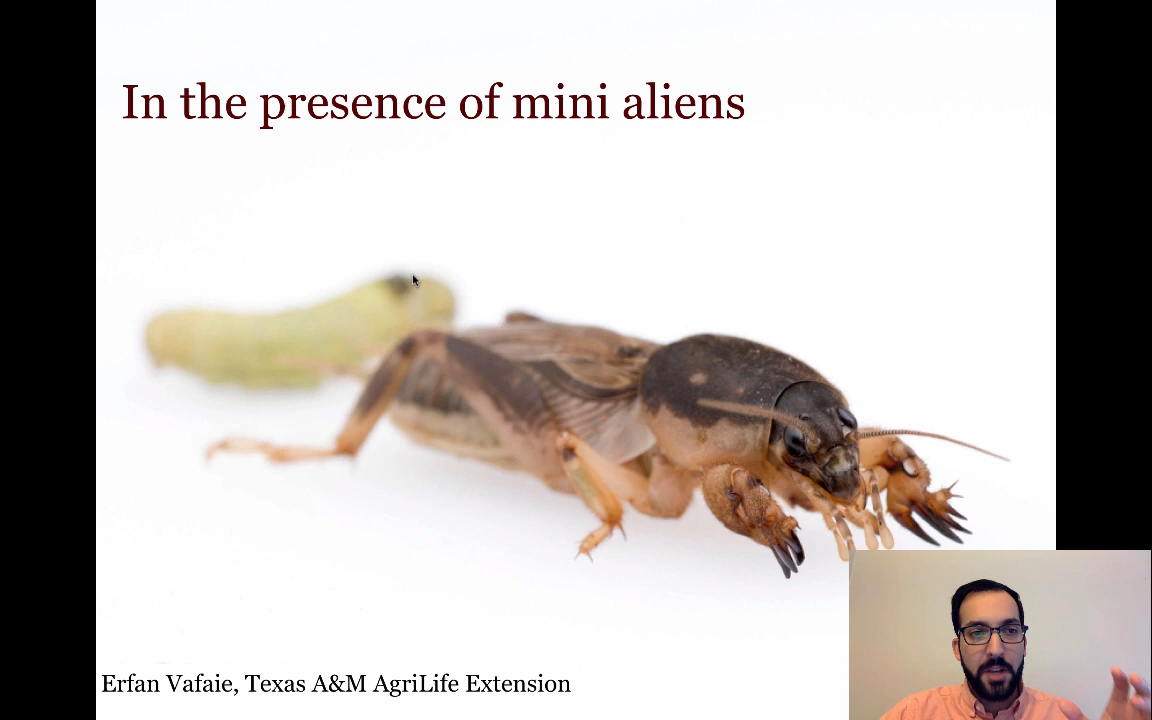 In the presence of mini aliens
Erfan Vafaie, Texas A&M AgriLife Extension